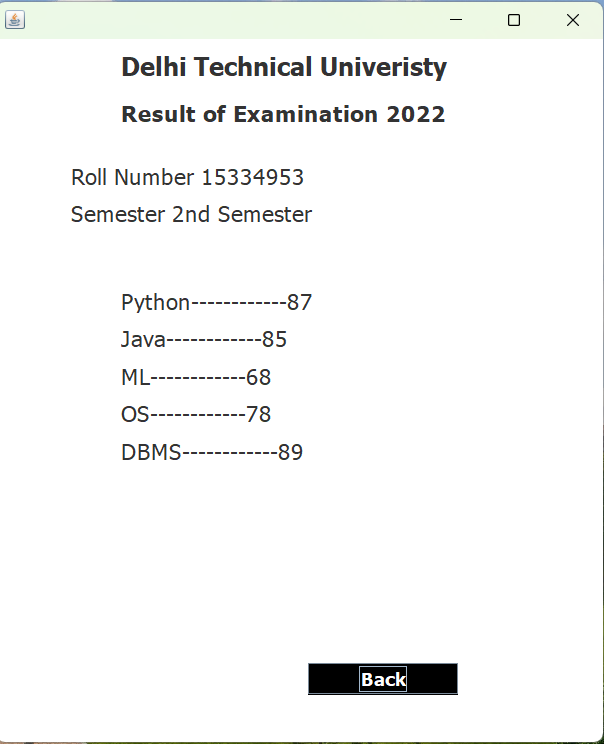 Delhi Technical Univeristy
Result of Examination 2022
Roll Number 15334953
Semester 2nd Semester
Python------------87
Java------------85
ML------------68
OS------------78
DBMS------------89
Back